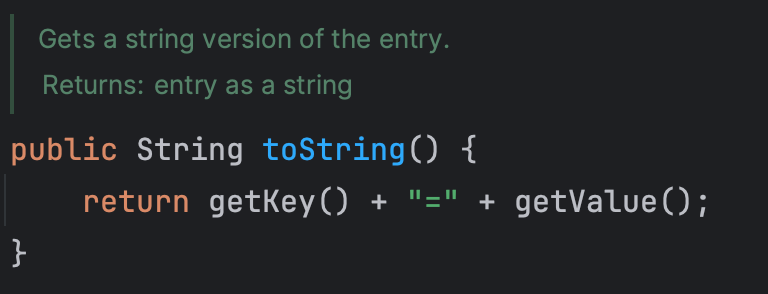 Gets a string version of the entry.
Returns: entry as a string
public String toString() {
    return getKey() + "=" + getValue();
}